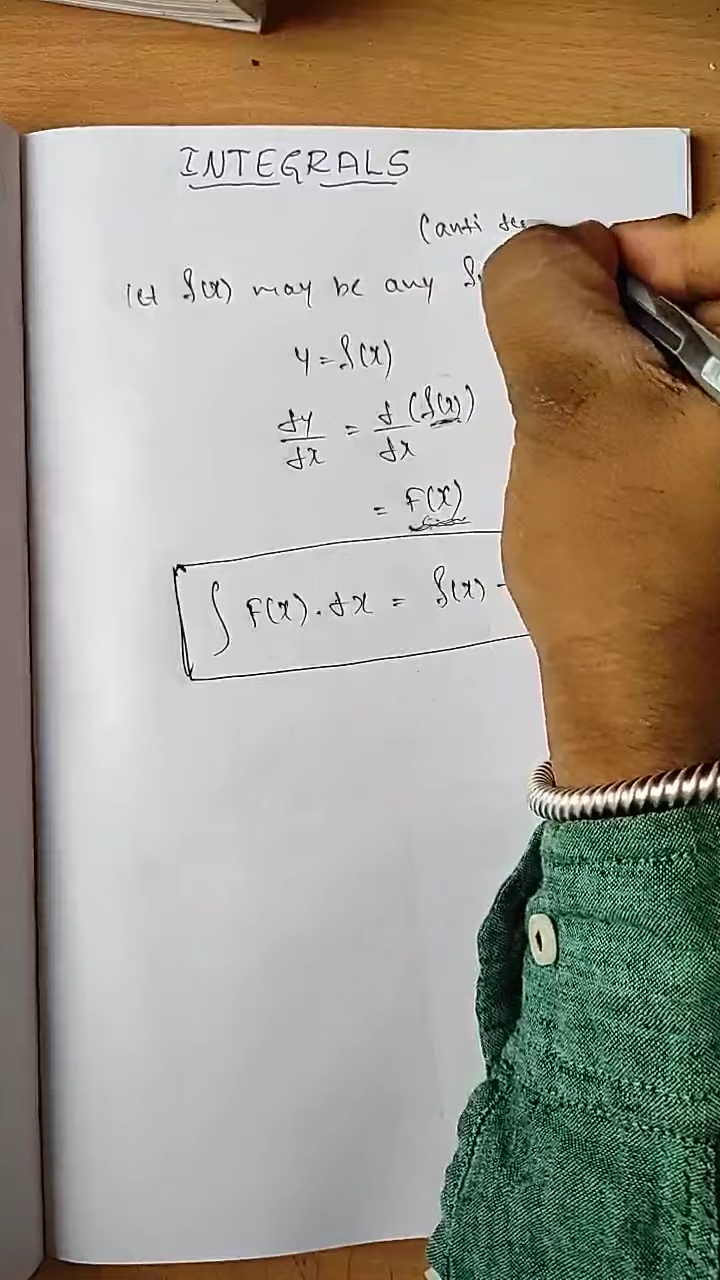 INTEGRALS
(anti
let f(x) may be any
y = f(x)
dy/dx = d/dx (f(x))
= F(x)
∫ F(x) . dx = f(x)